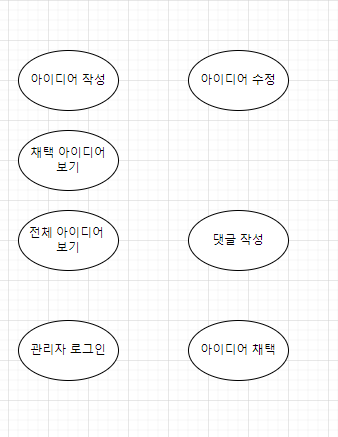 아이디어 작성
아이디어 수정
채택 아이디어
보기
전체 아이디어
보기
댓글 작성
관리자 로그인
아이디어 채택